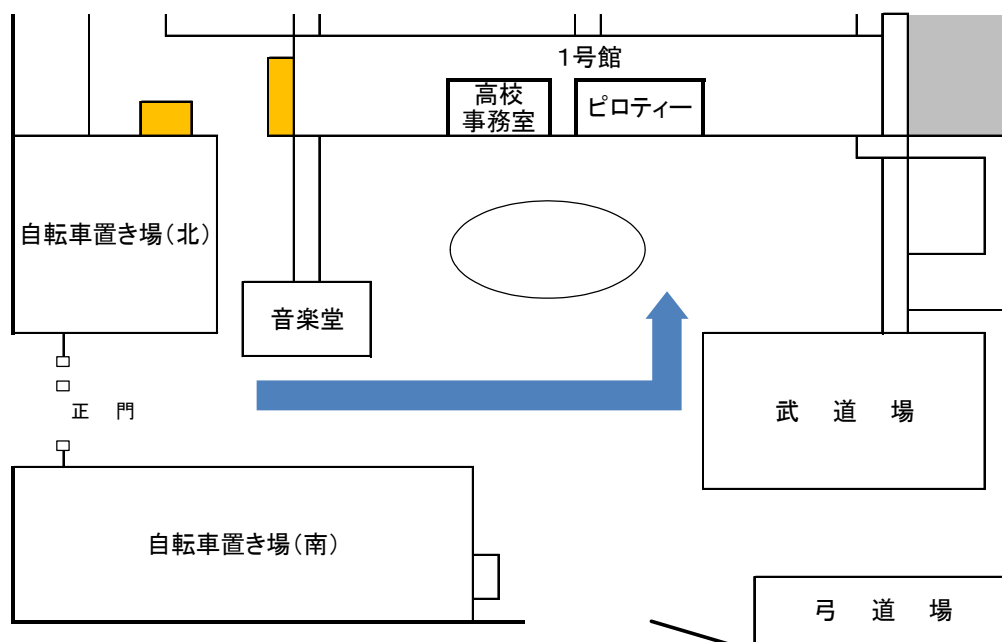 1号館
高校
事務室
ピロティー
自転車置き場(北)
音楽堂
正 門
武 道 場
自転車置き場(南)
弓 道 場